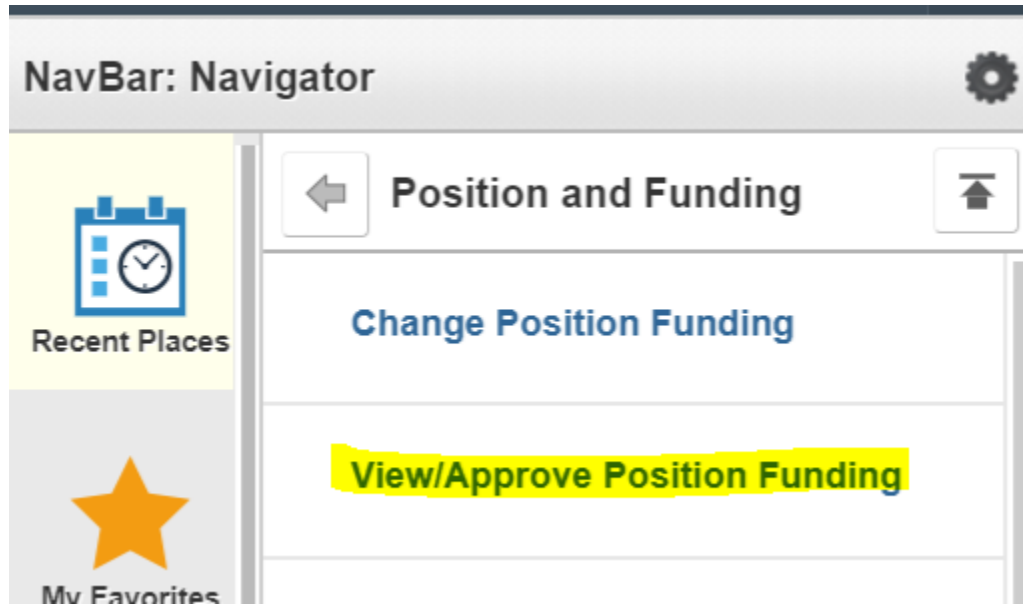 NavBar: Navigator
Position and Funding
Recent Places
Change Position Funding
View/Approve Position Funding
My Favorites